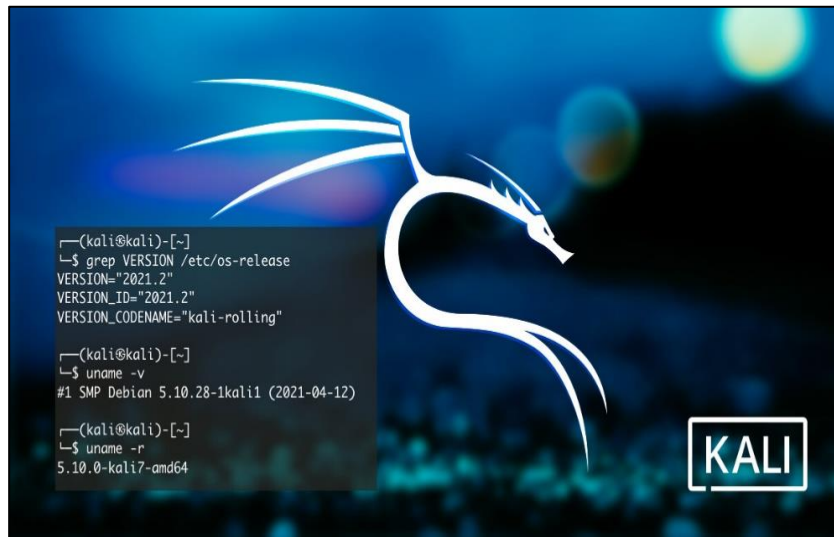 ┌──(kali㉿kali)-[~]
└─$ grep VERSION /etc/os-release
VERSION="2021.2"
VERSION_ID="2021.2"
VERSION_CODENAME="kali-rolling"
┌──(kali㉿kali)-[~]
└─$ uname -v
#1 SMP Debian 5.10.28-1kali1 (2021-04-12)
┌──(kali㉿kali)-[~]
└─$ uname -r
5.10.0-kali7-amd64
KALI